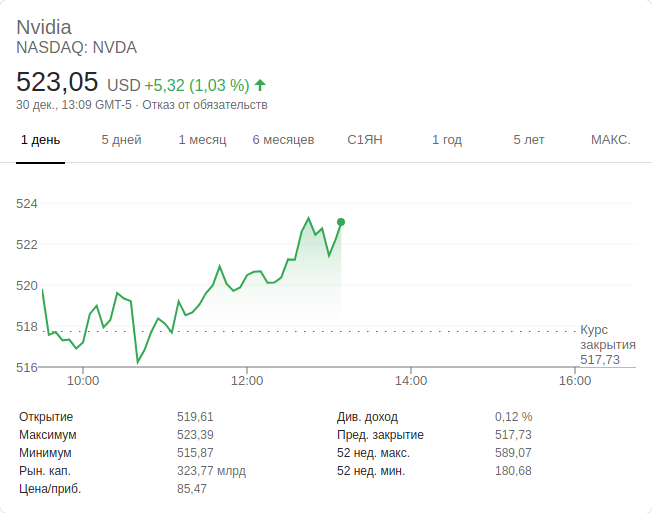 Nvidia
NASDAQ: NVDA
523,05 USD +5,32 (1,03 %)
30 дек., 13:09 GMT-5 · Отказ от обязательств
1 день 5 дней 1 месяц 6 месяцев С1ЯН 1 год 5 лет МАКС.
524
522
520
518
516
Курс
закрытия
517,73
10:00 12:00 14:00 16:00
Открытие 519,61 Див. доход 0,12 %
Максимум 523,39 Пред. закрытие 517,73
Минимум 515,87 52 нед. макс. 589,07
Рын. кап. 323,77 млрд 52 нед. мин. 180,68
Цена/приб. 85,47